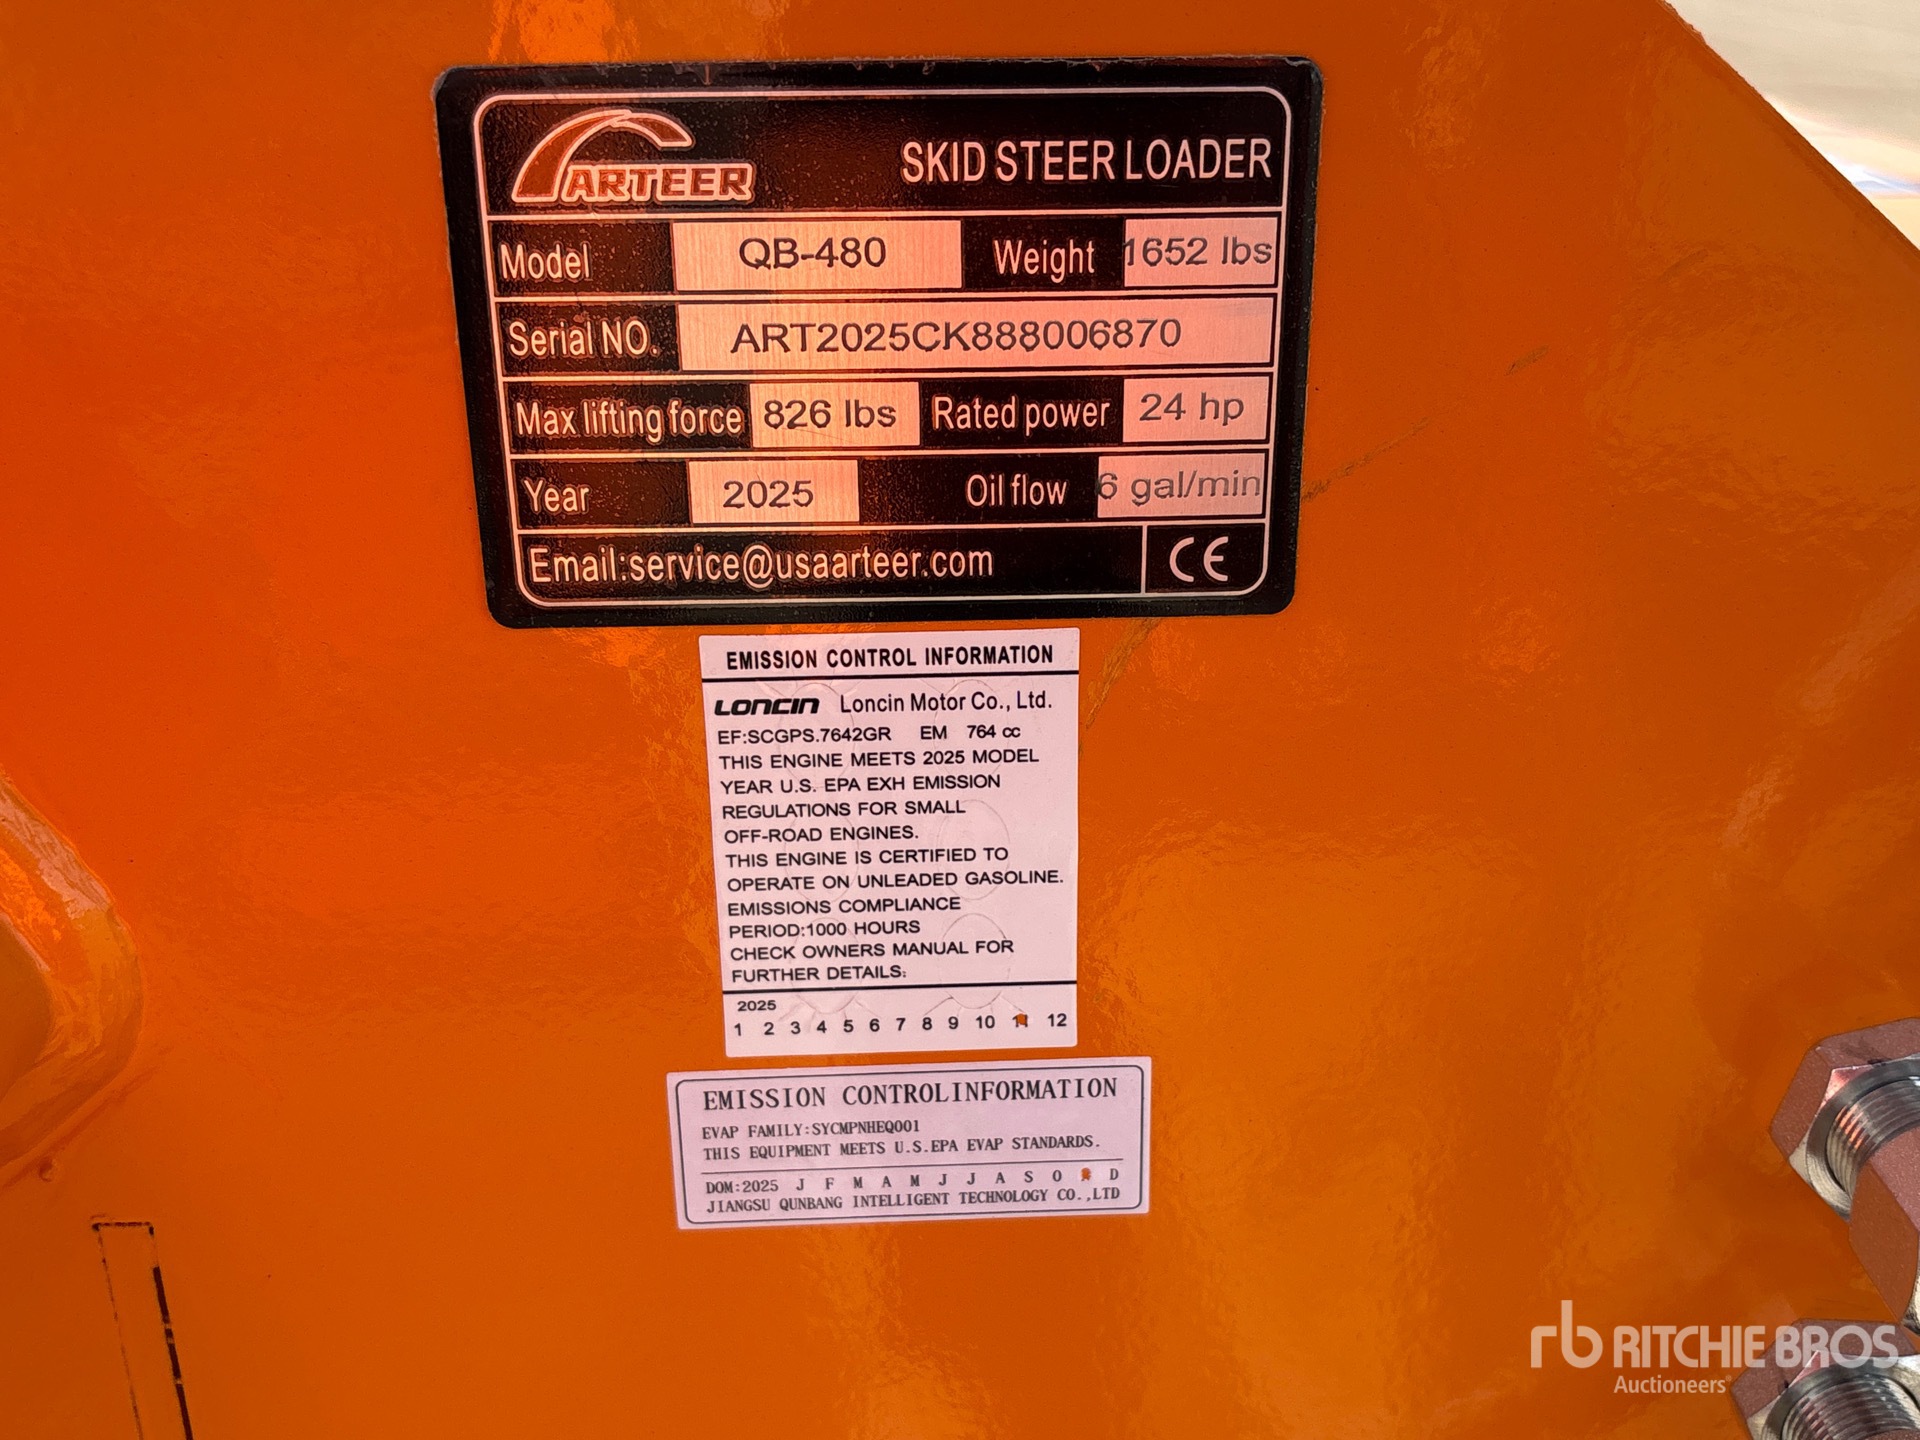 ARTEER SKID STEER LOADER
Model QB-480 Weight 1652 lbs
Serial NO. ART2025CK888006870
Max lifting force 826 lbs Rated power 24 hp
Year 2025 Oil flow 6 gal/min
Email:service@usaarteer.com CE
EMISSION CONTROL INFORMATION
LONCIN Loncin Motor Co., Ltd.
EF:SCGPS.7642GR EM 764 cc
THIS ENGINE MEETS 2025 MODEL
YEAR U.S. EPA EXH EMISSION
REGULATIONS FOR SMALL
OFF-ROAD ENGINES.
THIS ENGINE IS CERTIFIED TO
OPERATE ON UNLEADED GASOLINE.
EMISSIONS COMPLIANCE
PERIOD:1000 HOURS
CHECK OWNERS MANUAL FOR
FURTHER DETAILS:
2025
1 2 3 4 5 6 7 8 9 10 11 12
EMISSION CONTROLINFORMATION
EVAP FAMILY:SYCMPNHEQ001
THIS EQUIPMENT MEETS U.S.EPA EVAP STANDARDS.
DOM:2025 J F M A M J J A S O D
JIANGSU QUNBANG INTELLIGENT TECHNOLOGY CO.,LTD
rb RITCHIE BROS
Auctioneers